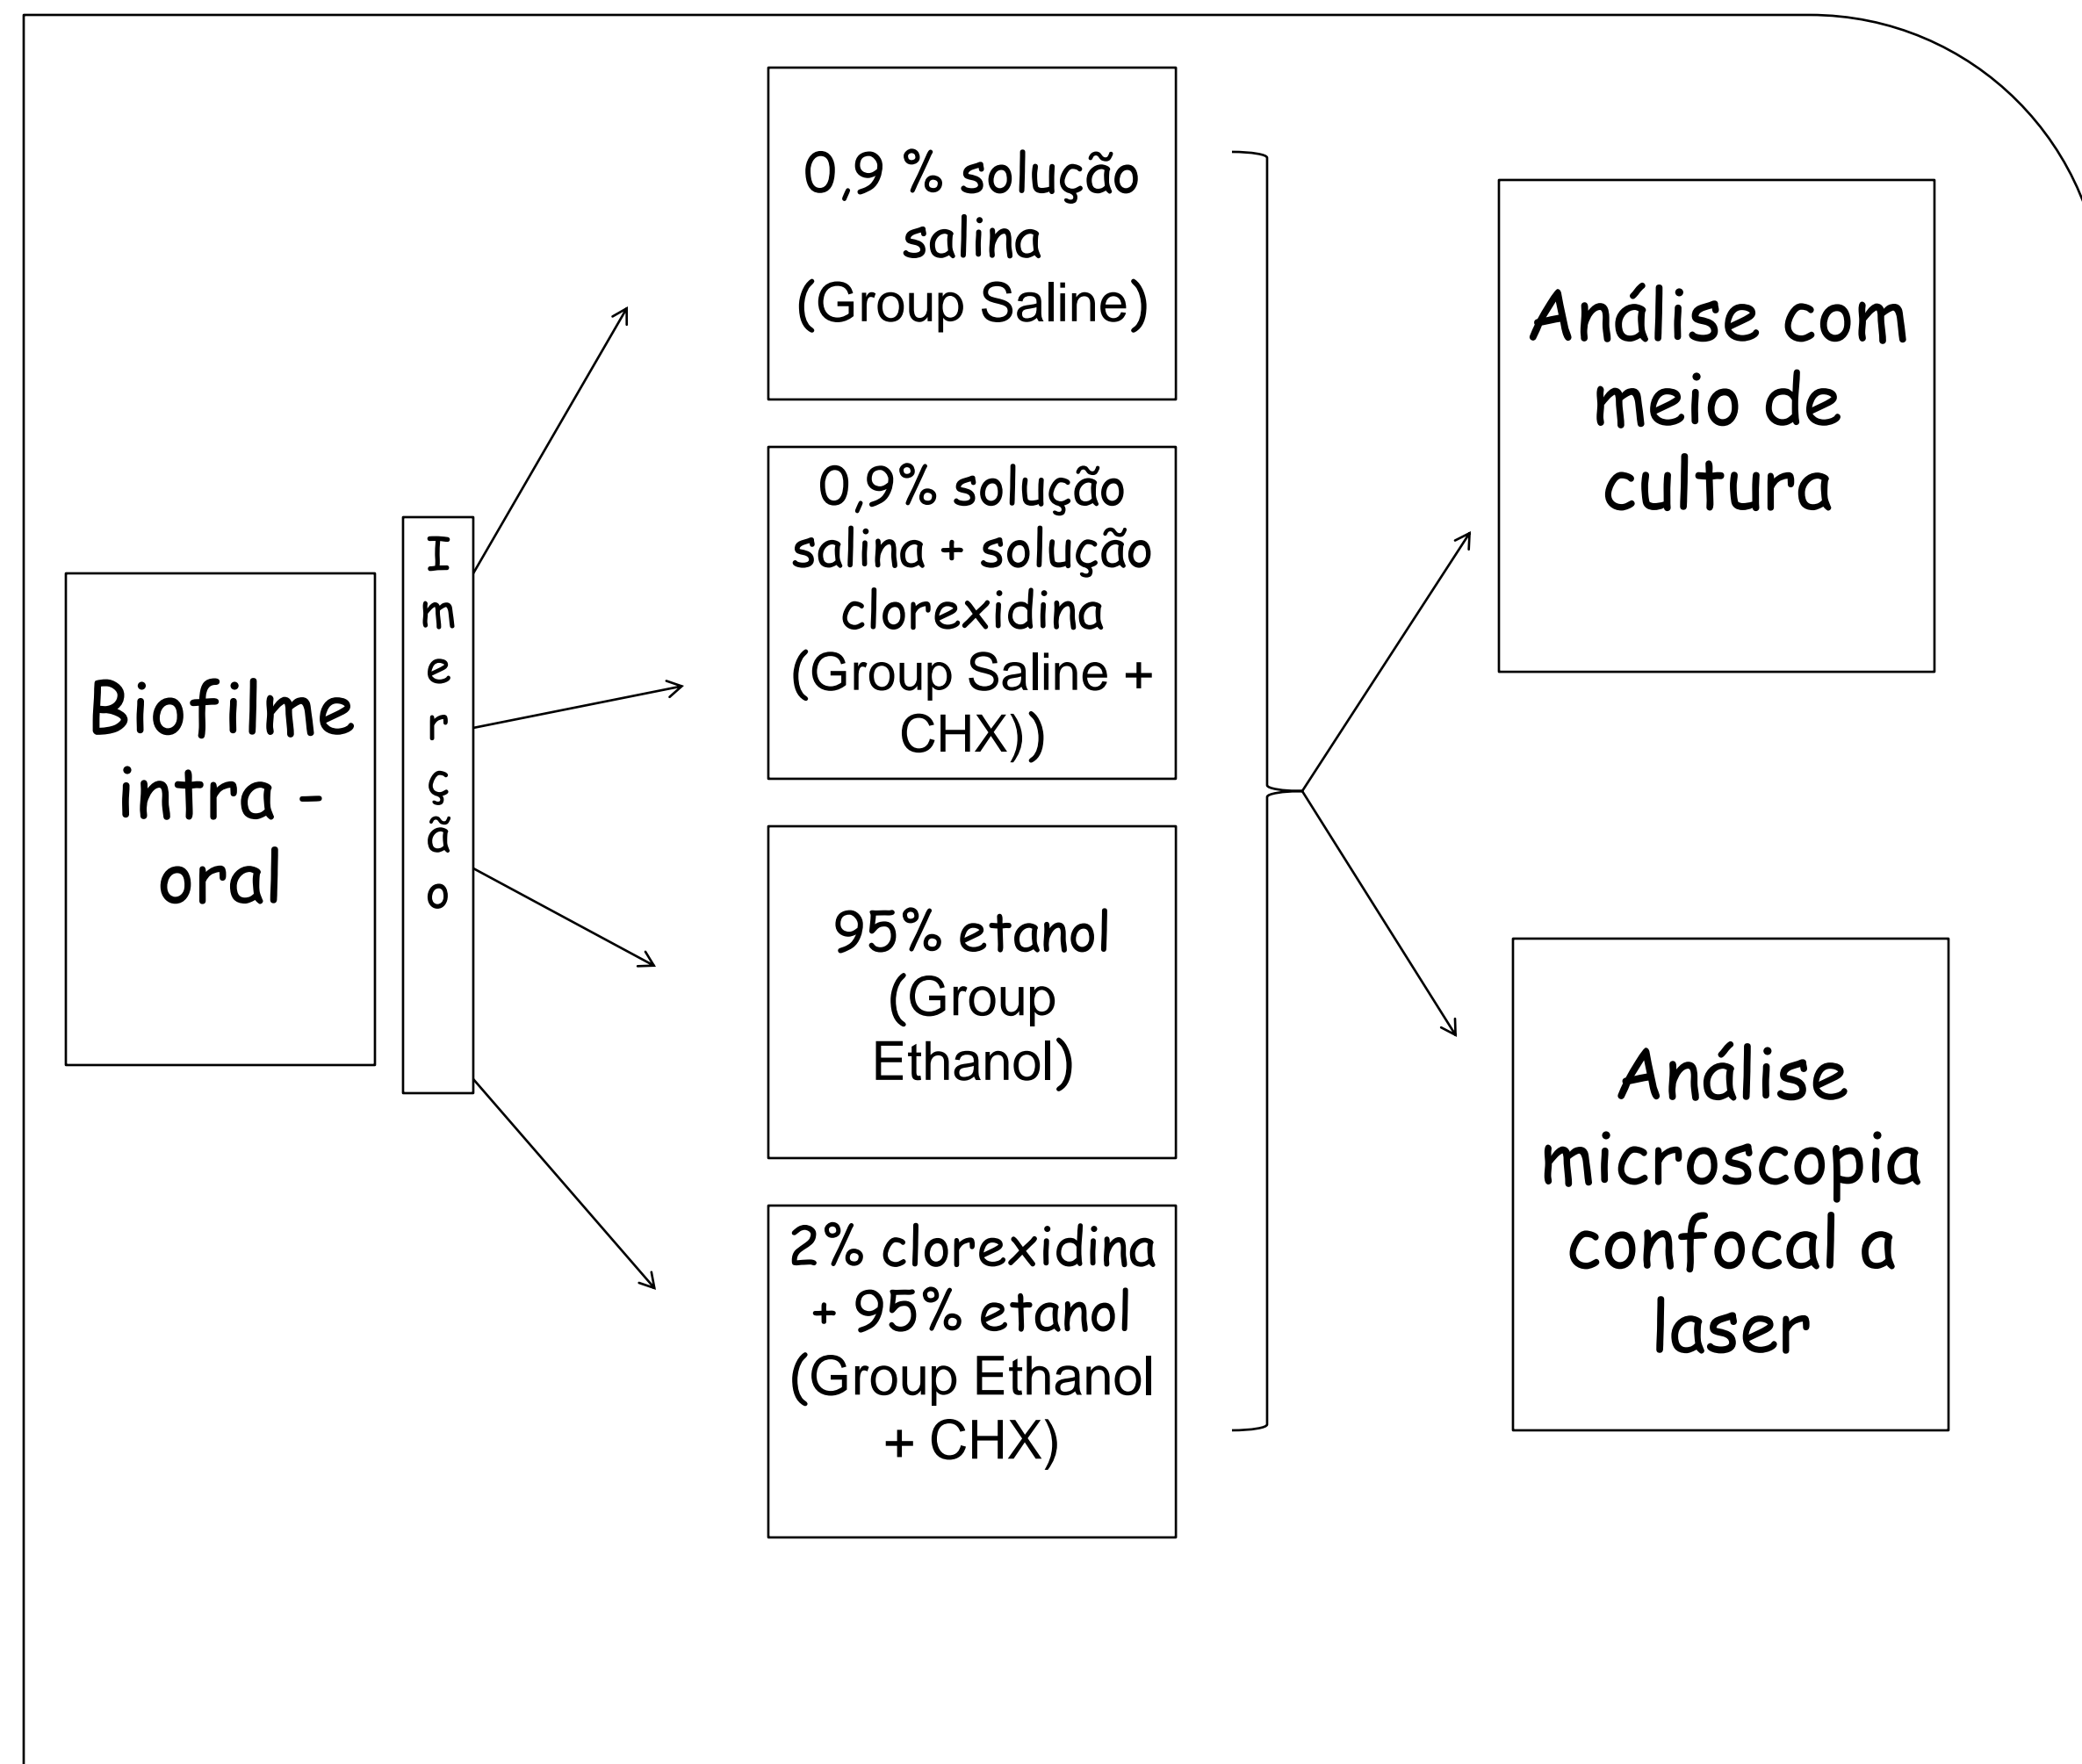 Biofilme
intra -
oral
I
m
e
r
ç
ã
o
0,9 % solução
salina
(Group Saline)
0,9% solução
salina + solução
clorexidina
(Group Saline +
CHX))
95% etanol
(Group
Ethanol)
2% clorexidina
+ 95% etanol
(Group Ethanol
+ CHX)
Análise com
meio de
cultura
Análise
microscopia
confocal a
laser